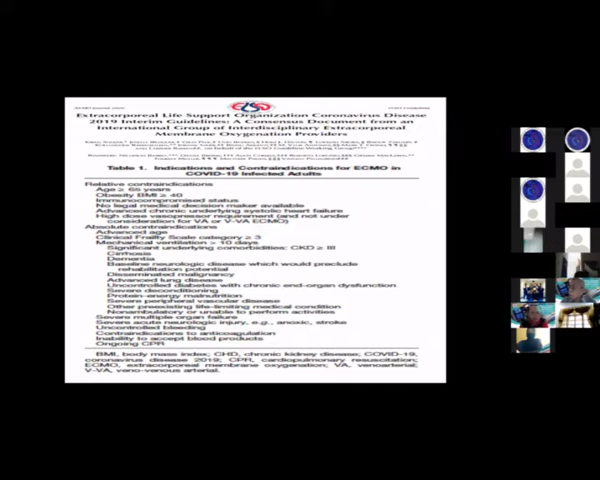 Extracorporeal Life Support Organization Coronavirus Disease
2019 Interim Guidelines: A Consensus Document from an
International Group of Interdisciplinary Extracorporeal
Membrane Oxygenation Providers
Table 1. Indications and Contraindications for ECMO in
COVID-19 Infected Adults
Relative contraindications
Age ≥ 65 years
Obesity BMI ≥ 40
Immunocompromised status
No legal medical decision maker available
Advanced chronic underlying systolic heart failure
High dose vasopressor requirement (and not under
consideration for VA or V-VA ECMO)
Absolute contraindications
Advanced age
Clinical Frailty Scale category ≥ 3
Mechanical ventilation > 10 days
Significant underlying comorbidities: CKD ≥ III
Cirrhosis
Dementia
Baseline neurologic disease which would preclude
rehabilitation potential
Disseminated malignancy
Advanced lung disease
Uncontrolled diabetes with chronic end-organ dysfunction
Severe deconditioning
Protein-energy malnutrition
Severe peripheral vascular disease
Other preexisting life-limiting medical condition
Nonambulatory or unable to perform activities
Severe multiple organ failure
Severe acute neurologic injury, e.g., anoxic, stroke
Uncontrolled bleeding
Contraindications to anticoagulation
Inability to accept blood products
Ongoing CPR
BMI, body mass index; CHD, chronic kidney disease; COVID-19,
coronavirus disease 2019; CPR, cardiopulmonary resuscitation;
ECMO, extracorporeal membrane oxygenation; VA, venoarterial;
V-VA, veno-venous arterial.